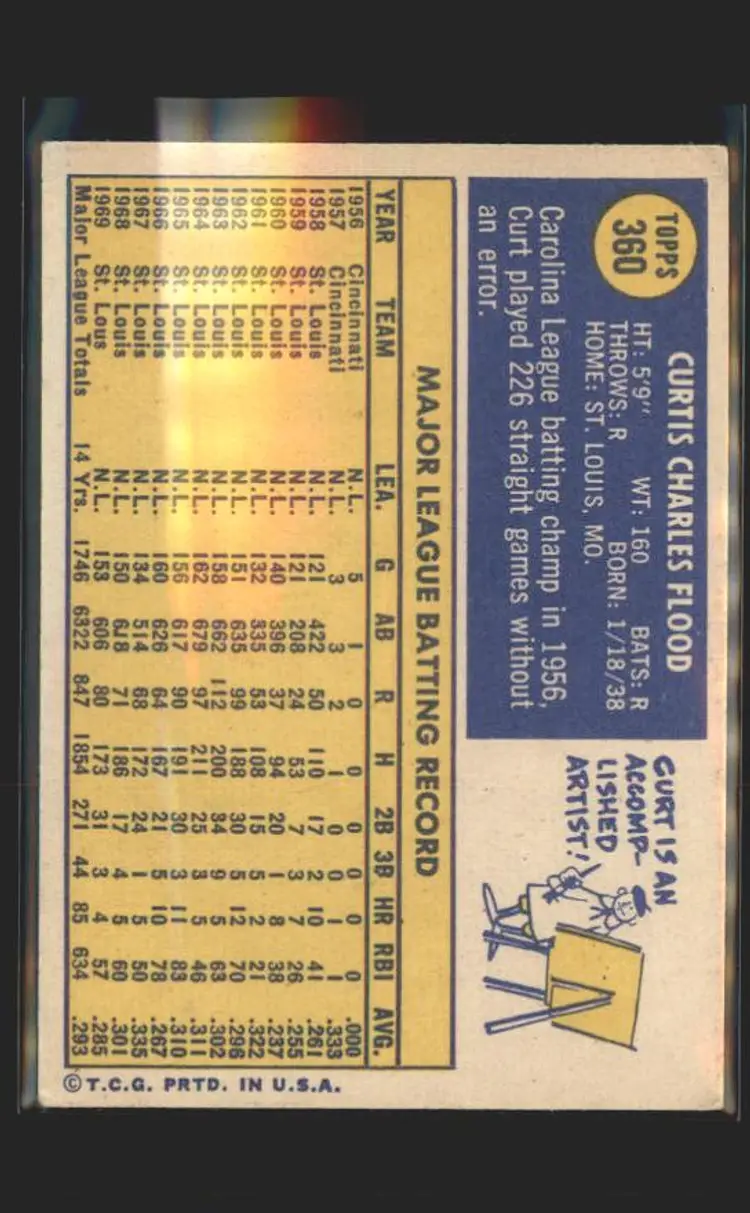 TOPPS
360
CURTIS CHARLES FLOOD
HT: 5'9" WT: 160 BATS: R
THROWS: R BORN: 1/18/38
HOME: ST. LOUIS, MO.
Carolina League batting champ in 1956,
Curt played 226 straight games without
an error.
CURT IS AN
ACCOMP-
LISHED
ARTIST!
MAJOR LEAGUE BATTING RECORD
YEAR TEAM LEA. G AB R H 2B 3B HR RBI AVG.
1956 Cincinnati N.L. 5 1 0 0 0 0 0 0 .000
1957 Cincinnati N.L. 3 3 2 1 0 0 1 1 .333
1958 St. Louis N.L. 121 422 50 110 17 2 10 41 .261
1959 St. Louis N.L. 121 208 24 53 7 3 7 26 .255
1960 St. Louis N.L. 140 396 37 94 20 1 8 38 .237
1961 St. Louis N.L. 132 335 53 108 15 5 2 21 .322
1962 St. Louis N.L. 151 635 99 188 30 5 12 70 .296
1963 St. Louis N.L. 158 662 112 200 34 9 5 63 .302
1964 St. Louis N.L. 162 679 97 211 25 3 5 46 .311
1965 St. Louis N.L. 156 617 90 191 30 3 11 83 .310
1966 St. Louis N.L. 160 626 64 167 21 5 10 78 .267
1967 St. Louis N.L. 134 514 68 172 24 1 5 50 .335
1968 St. Louis N.L. 150 618 71 186 17 4 5 60 .301
1969 St. Louis N.L. 153 606 80 173 31 3 4 57 .285
Major League Totals 14 Yrs. 1746 6322 847 1854 271 44 85 634 .293
© T.C.G. PRTD. IN U.S.A.